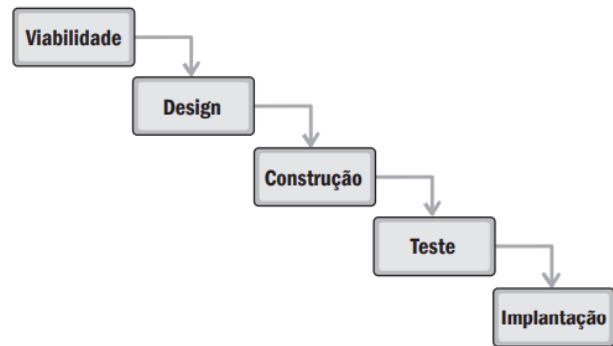 Viabilidade
Design
Construção
Teste
Implantação